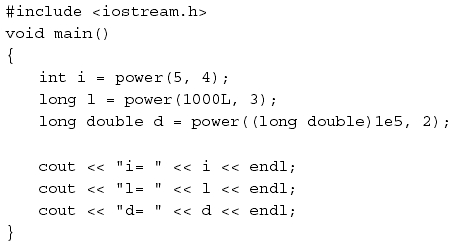 #include <iostream.h>
void main()
{
int i = power(5, 4);
long l = power(1000L, 3);
long double d = power((long double)1e5, 2);
cout << "i= " << i << endl;
cout << "l= " << l << endl;
cout << "d= " << d << endl;
}